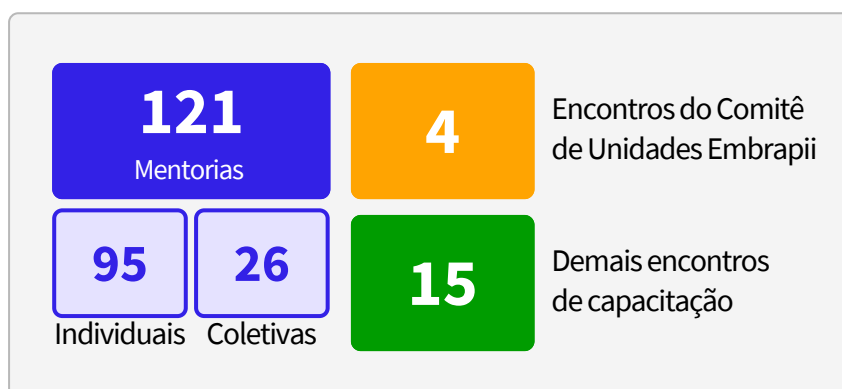 121
Mentorias
95
Individuais
26
Coletivas
4
Encontros do Comitê
de Unidades Embrapii
15
Demais encontros
de capacitação